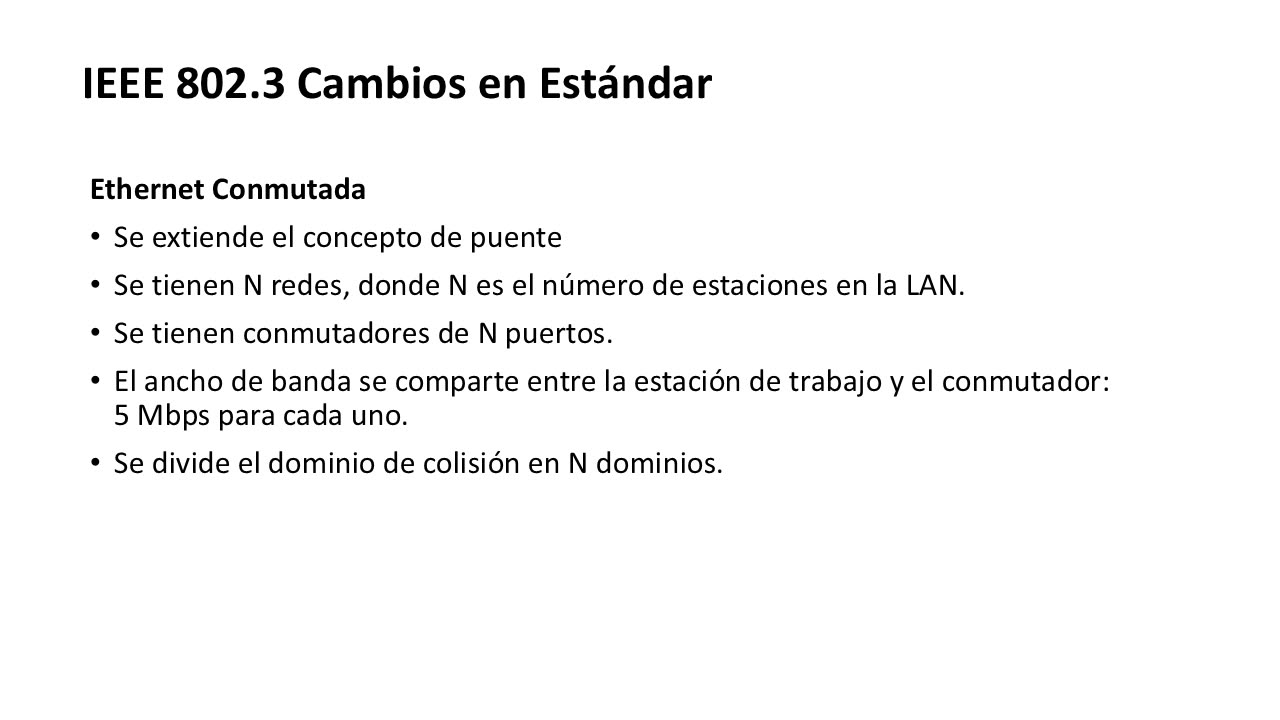 IEEE 802.3 Cambios en Estándar
Ethernet Conmutada
• Se extiende el concepto de puente
• Se tienen N redes, donde N es el número de estaciones en la LAN.
• Se tienen conmutadores de N puertos.
• El ancho de banda se comparte entre la estación de trabajo y el conmutador:
5 Mbps para cada uno.
• Se divide el dominio de colisión en N dominios.